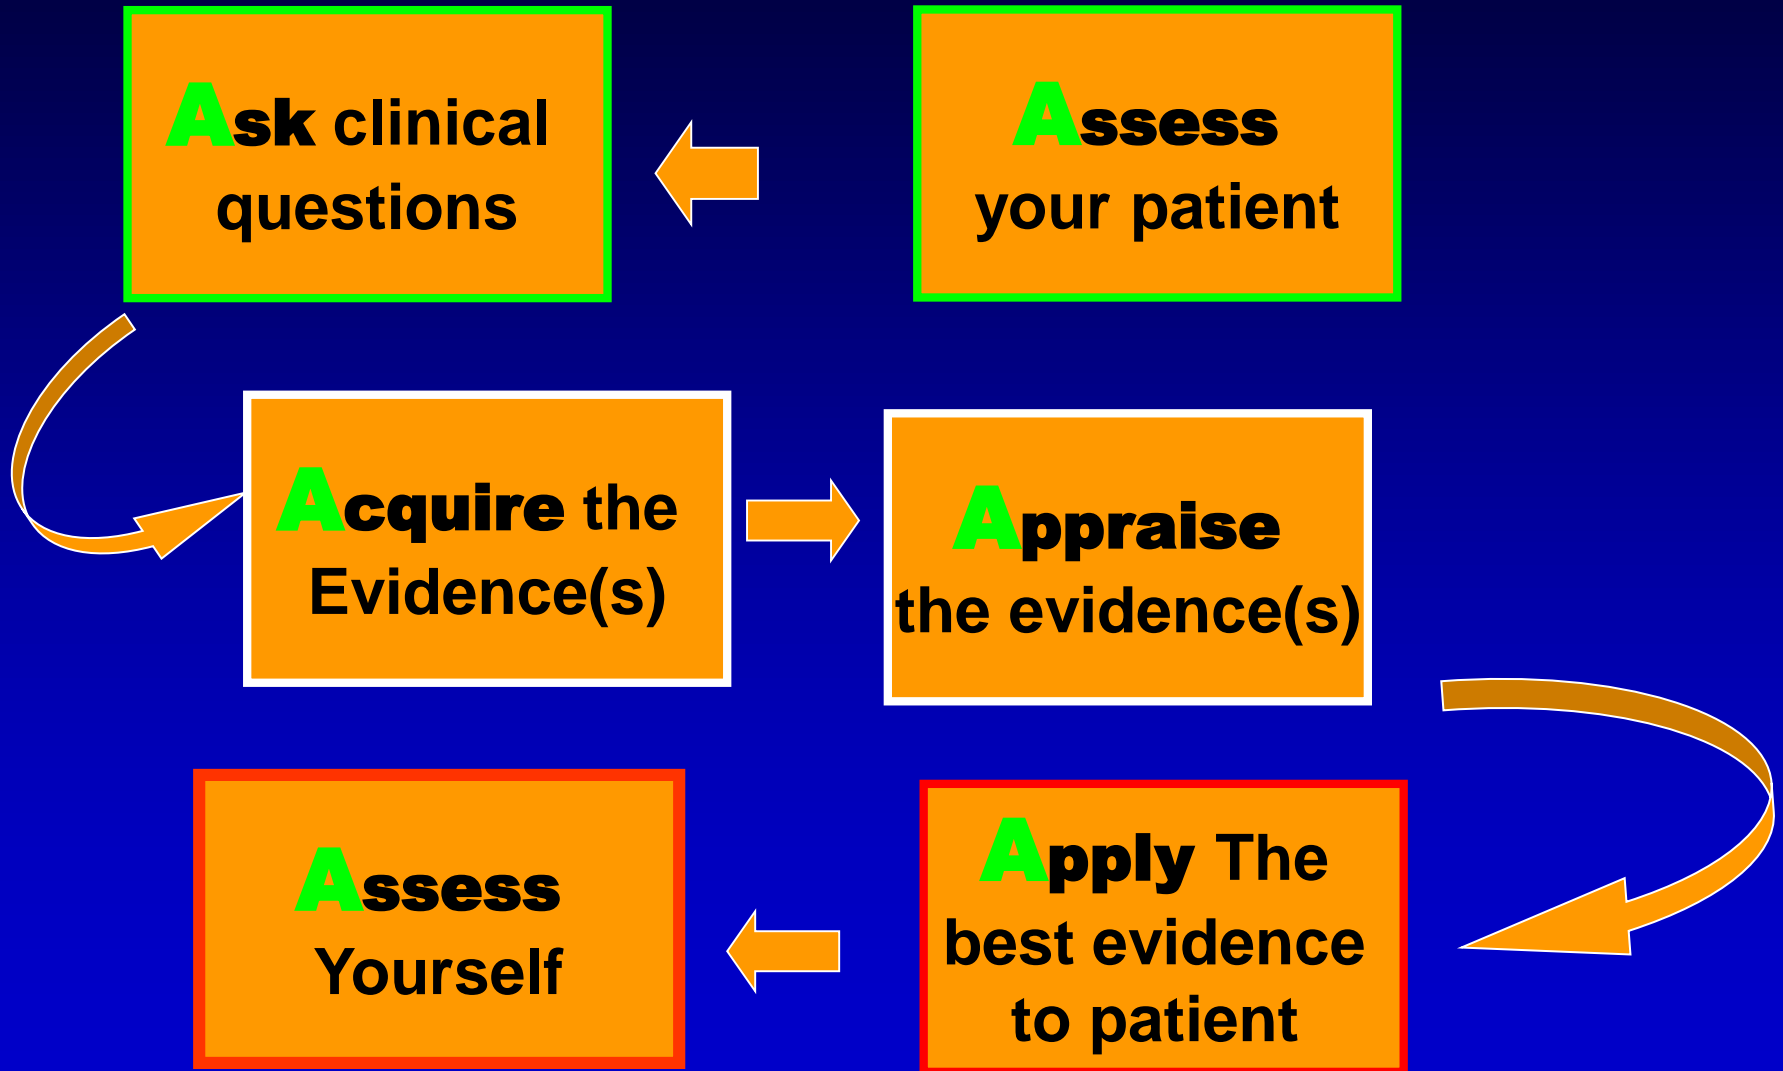 Ask clinical
questions
Assess
your patient
Acquire the
Evidence(s)
Appraise
the evidence(s)
Assess
Yourself
Apply The
best evidence
to patient